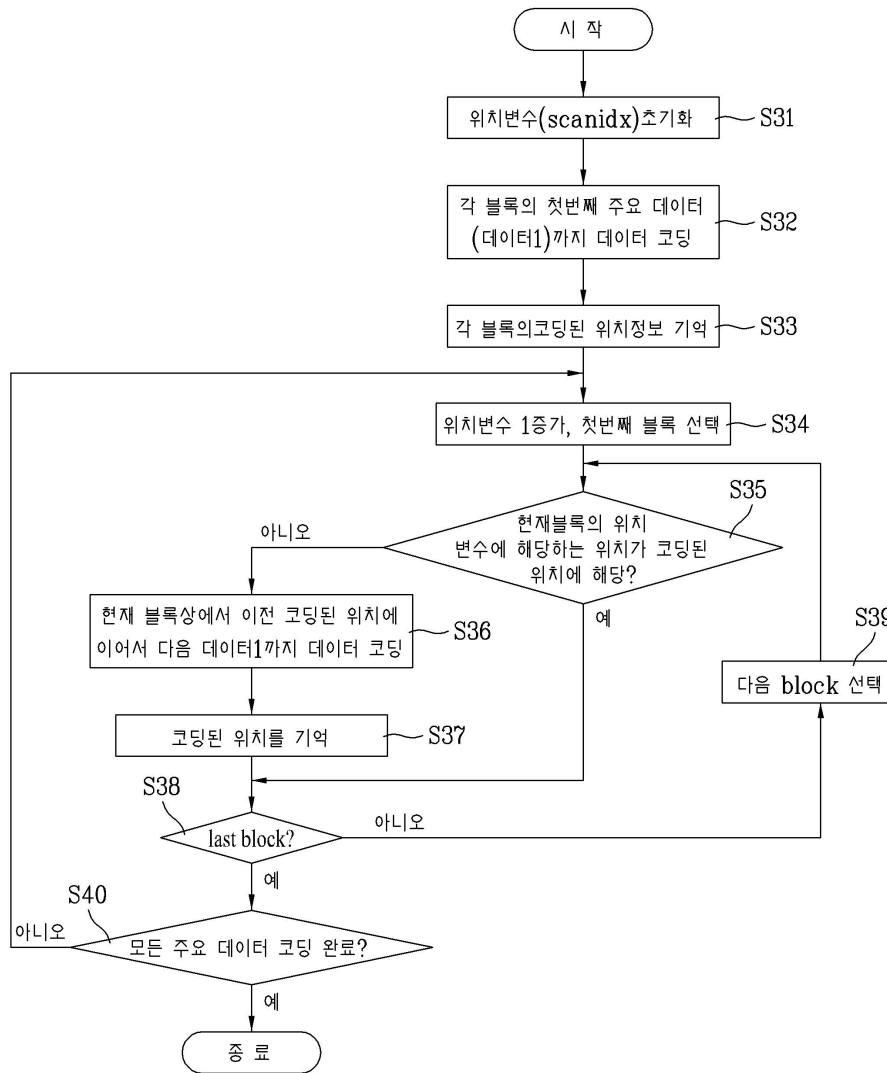 시 작
위치변수(scanidx)초기화
S31
각 블록의 첫번째 주요 데이터
(데이터1)까지 데이터 코딩
S32
각 블록의코딩된 위치정보 기억
S33
위치변수 1증가, 첫번째 블록 선택
S34
S35
현재블록의 위치
변수에 해당하는 위치가 코딩된
위치에 해당?
아니오
예
현재 블록상에서 이전 코딩된 위치에
이어서 다음 데이터1까지 데이터 코딩
S36
S39
다음 block 선택
코딩된 위치를 기억
S37
S38
last block?
아니오
예
S40
모든 주요 데이터 코딩 완료?
아니오
예
종 료